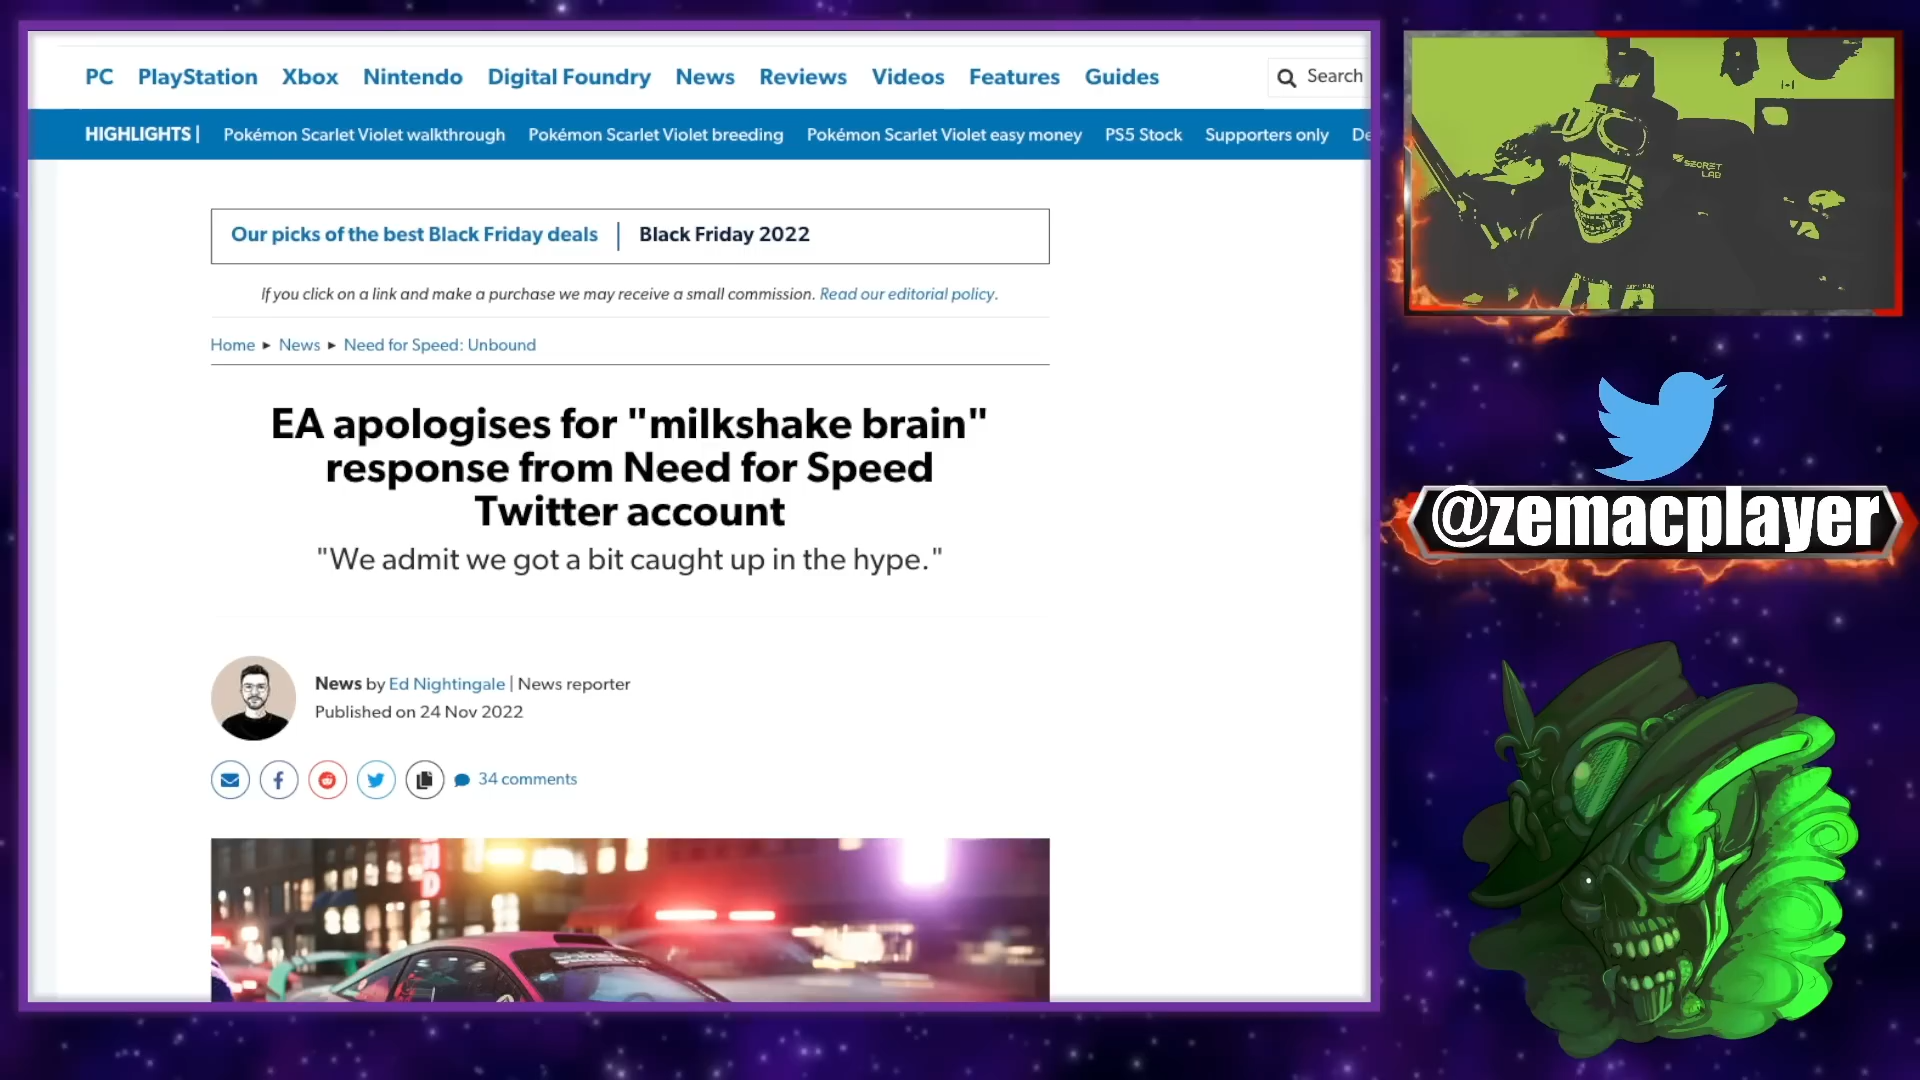 PC PlayStation Xbox Nintendo Digital Foundry News Reviews Videos Features Guides Search
HIGHLIGHTS | Pokémon Scarlet Violet walkthrough Pokémon Scarlet Violet breeding Pokémon Scarlet Violet easy money PS5 Stock Supporters only De
Our picks of the best Black Friday deals | Black Friday 2022
If you click on a link and make a purchase we may receive a small commission. Read our editorial policy.
Home ▸ News ▸ Need for Speed: Unbound
EA apologises for "milkshake brain"
response from Need for Speed
Twitter account
"We admit we got a bit caught up in the hype."
News by Ed Nightingale | News reporter
Published on 24 Nov 2022
34 comments
SECRET
LAB
@zemacplayer